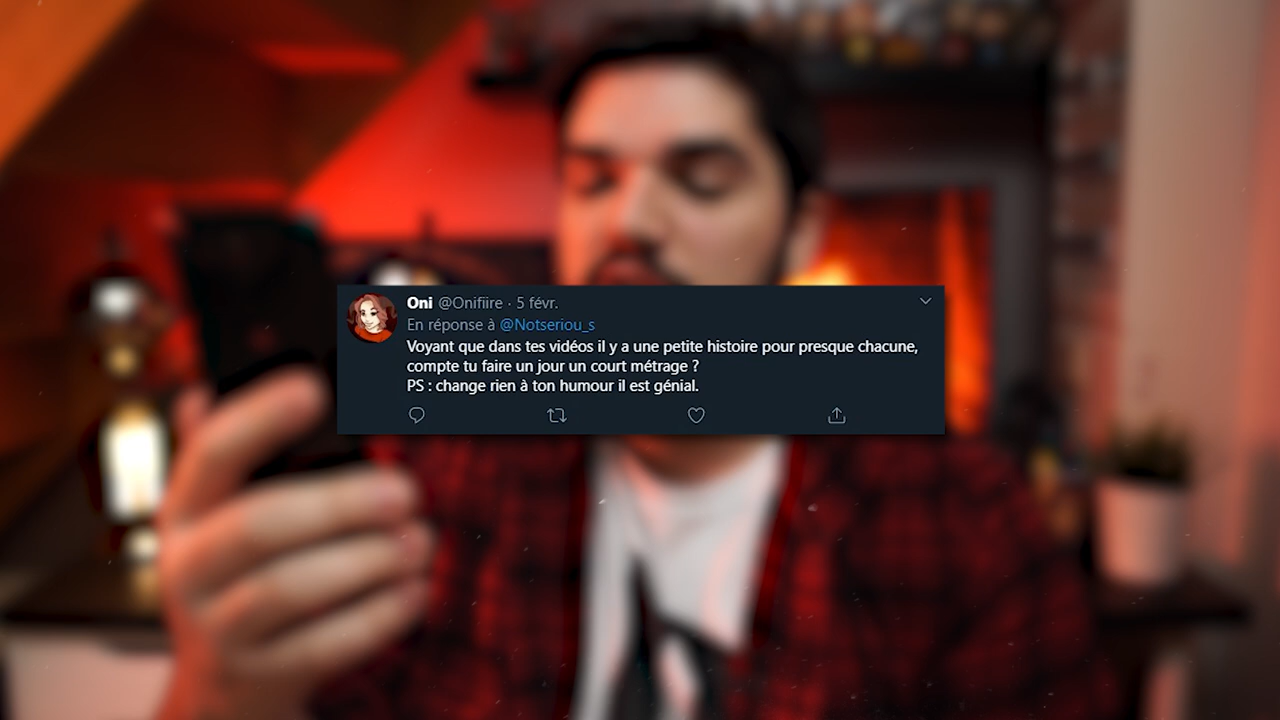 Oni @Onifiire · 5 févr.
En réponse à @Notseriou_s
Voyant que dans tes vidéos il y a une petite histoire pour presque chacune,
compte tu faire un jour un court métrage ?
PS : change rien à ton humour il est génial.